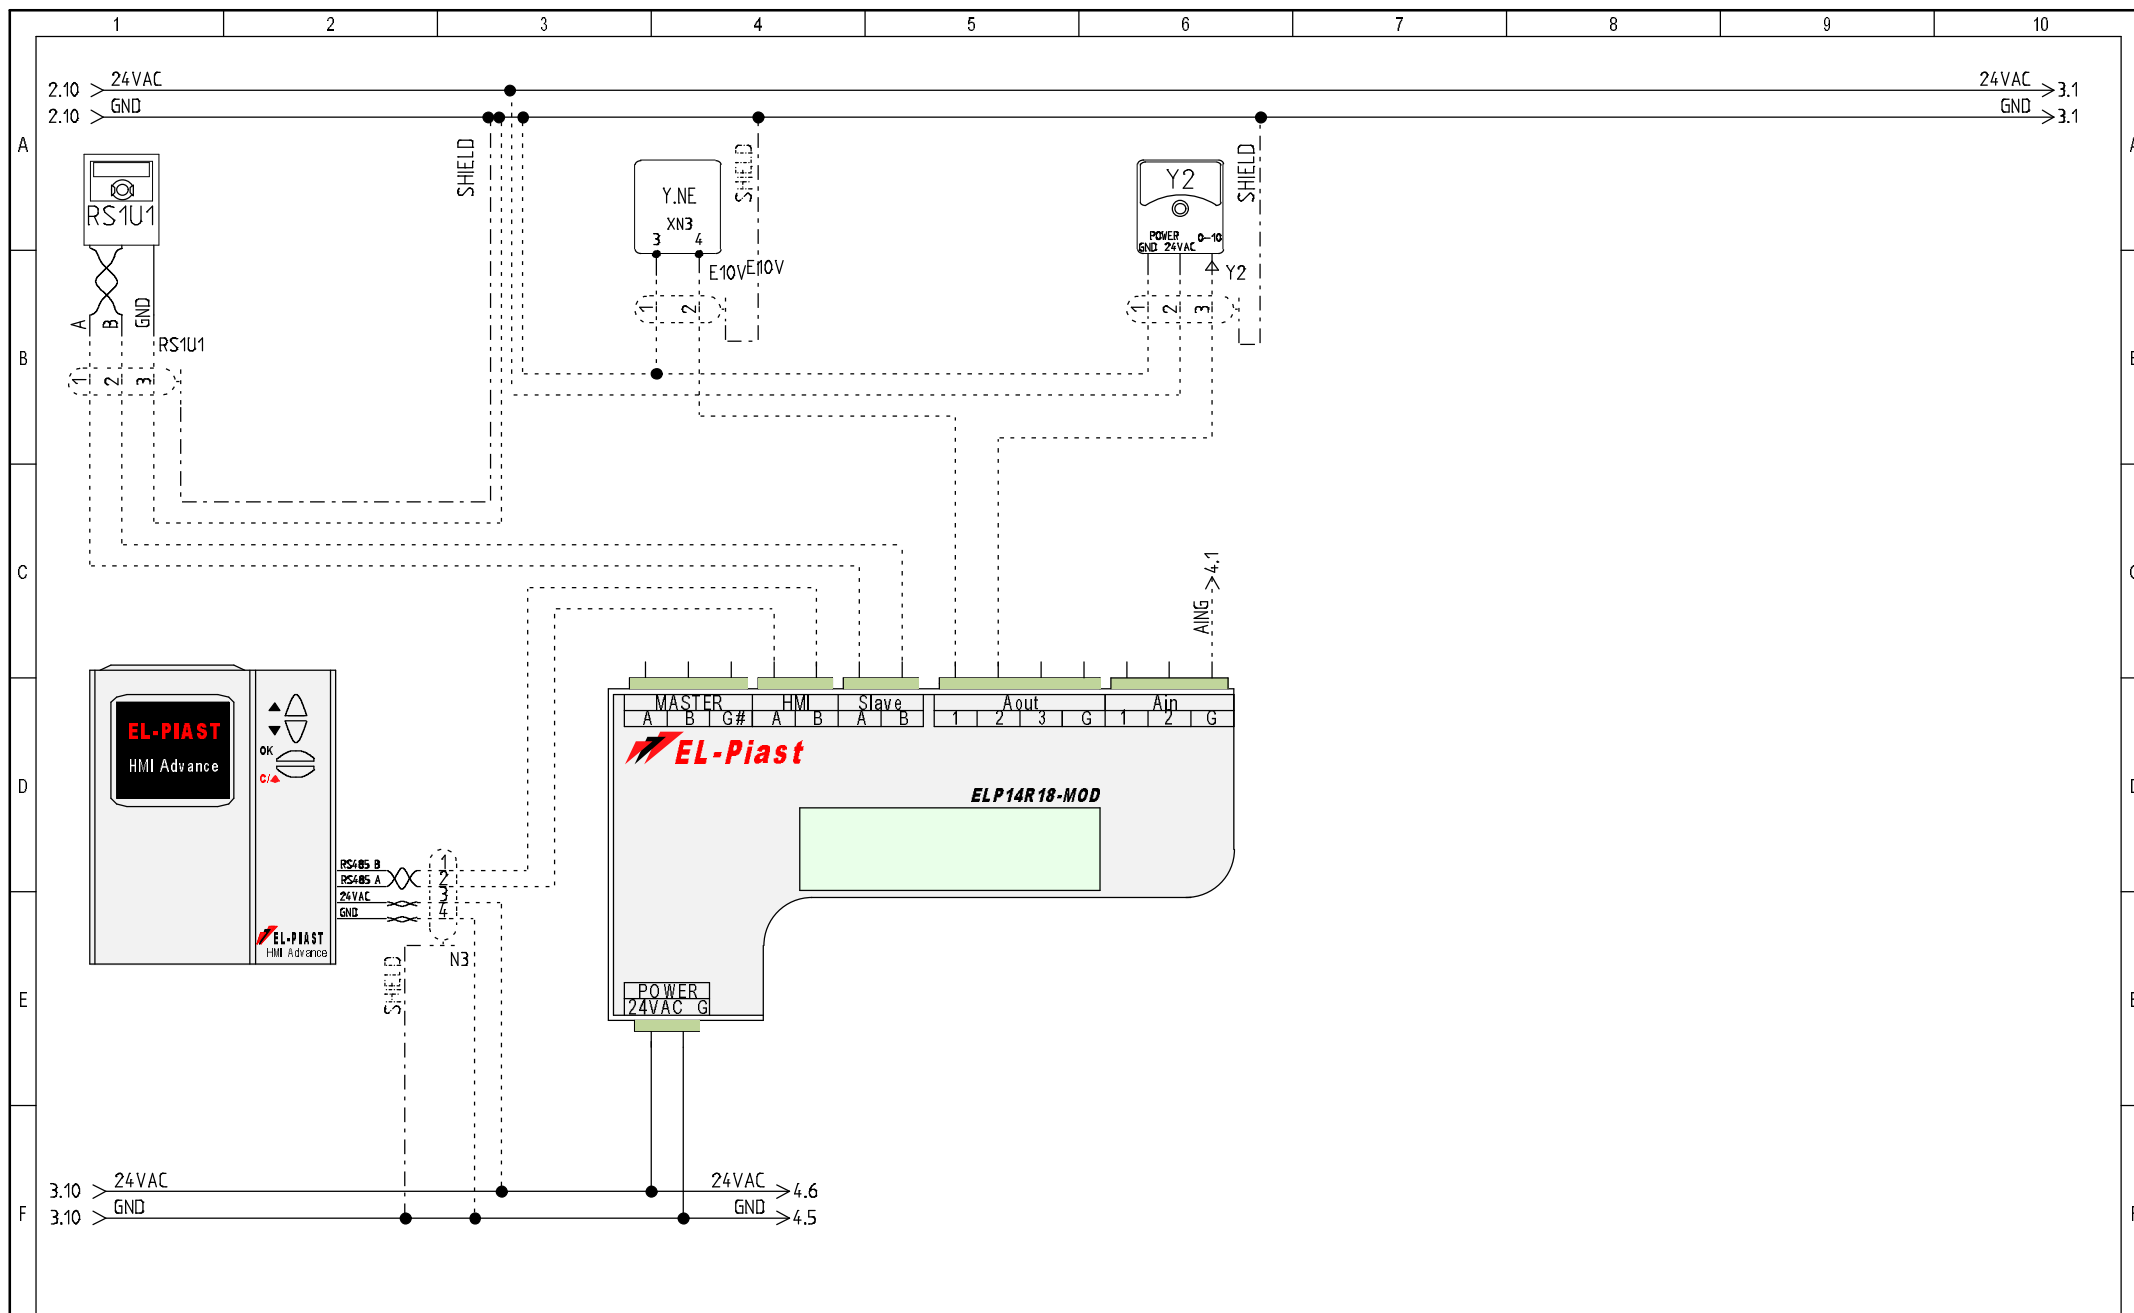 1 2 3 4 5 6 7 8 9 10
2.10 24VAC 24VAC 3.1
2.10 GND GND 3.1
A
SHIELD
SHIELD
SHIELD
RS1U1
Y.NE
XN3
3 4
E10V E10V
Y2
POWER 0-10
GND 24VAC
Y2
A B GND
RS1U1
1 2 3
1 2
1 2 3
B
C
AING 4.1
MASTER HMI Slave Aout Ain
A B G# A B A B 1 2 3 G 1 2 G
EL-Piast
ELP14R18-MOD
EL-PIAST
HMI Advance
OK
C/
D D
RS485 B 1
RS485 A 2
24VAC 3
GND 4
EL-PIAST
HMI Advance
N3
SHIELD
E
POWER
24VAC G
3.10 24VAC 24VAC 4.6
3.10 GND GND 4.5
F